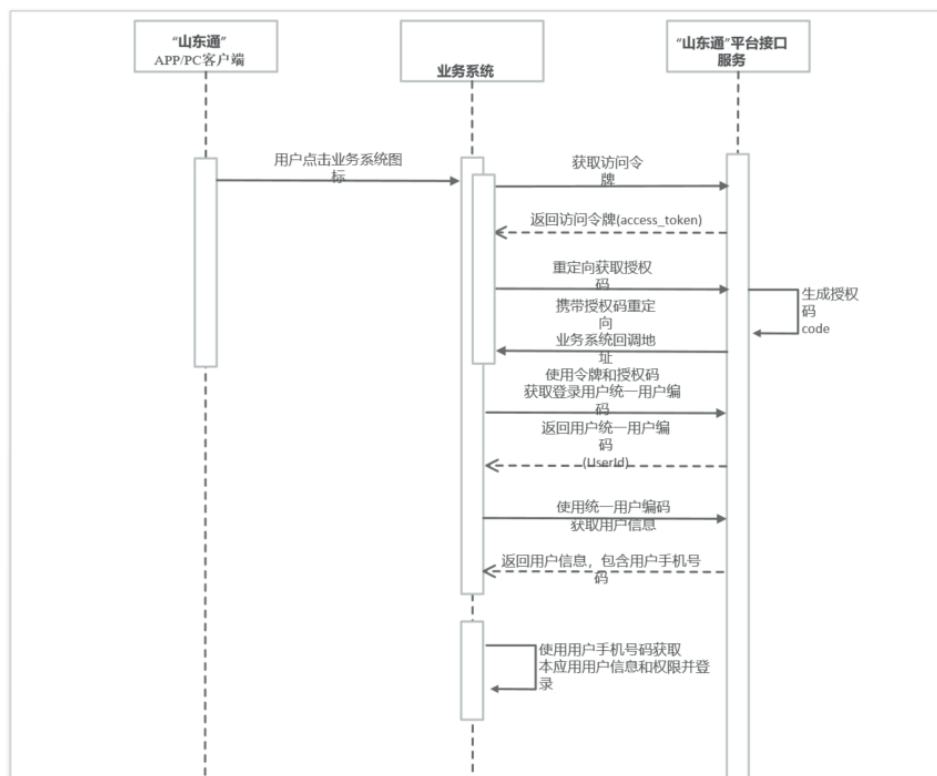 “山东通”
APP/PC客户端
业务系统
“山东通”平台接口
服务
用户点击业务系统图
标
获取访问令
牌
返回访问令牌(access_token)
重定向获取授权
码
生成授权
码
code
携带授权码重定
向
业务系统回调地
址
使用令牌和授权码
获取登录用户统一用户编
码
返回用户统一用户编
码
(UserId)
使用统一用户编码
获取用户信息
返回用户信息，包含用户手机号
码
使用用户手机号码获取
本应用用户信息和权限并登
录